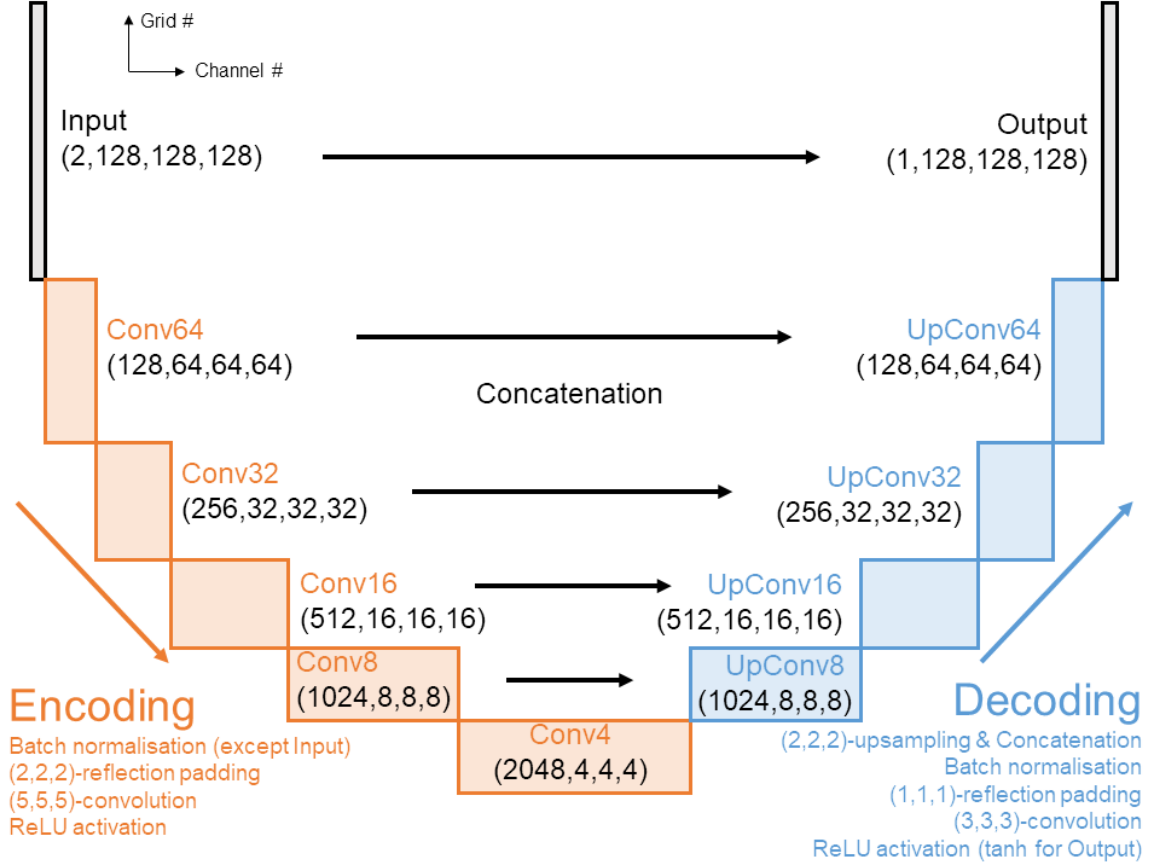 Grid #
Channel #
Input
(2,128,128,128)
Output
(1,128,128,128)
Conv64
(128,64,64,64)
UpConv64
(128,64,64,64)
Concatenation
Conv32
(256,32,32,32)
UpConv32
(256,32,32,32)
Conv16
(512,16,16,16)
UpConv16
(512,16,16,16)
Conv8
(1024,8,8,8)
UpConv8
(1024,8,8,8)
Conv4
(2048,4,4,4)
Encoding
Batch normalisation (except Input)
(2,2,2)-reflection padding
(5,5,5)-convolution
ReLU activation
Decoding
(2,2,2)-upsampling & Concatenation
Batch normalisation
(1,1,1)-reflection padding
(3,3,3)-convolution
ReLU activation (tanh for Output)